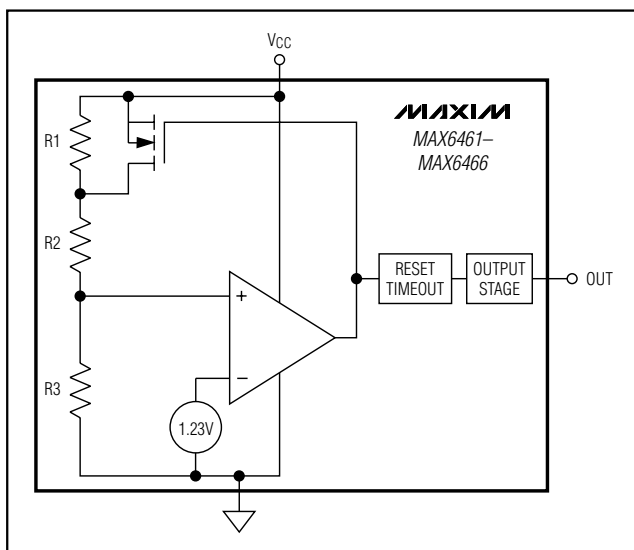 VCC
MAXIM
MAX6461–
MAX6466
R1
R2
RESET
TIMEOUT
OUTPUT
STAGE
OUT
+
−
R3
1.23V